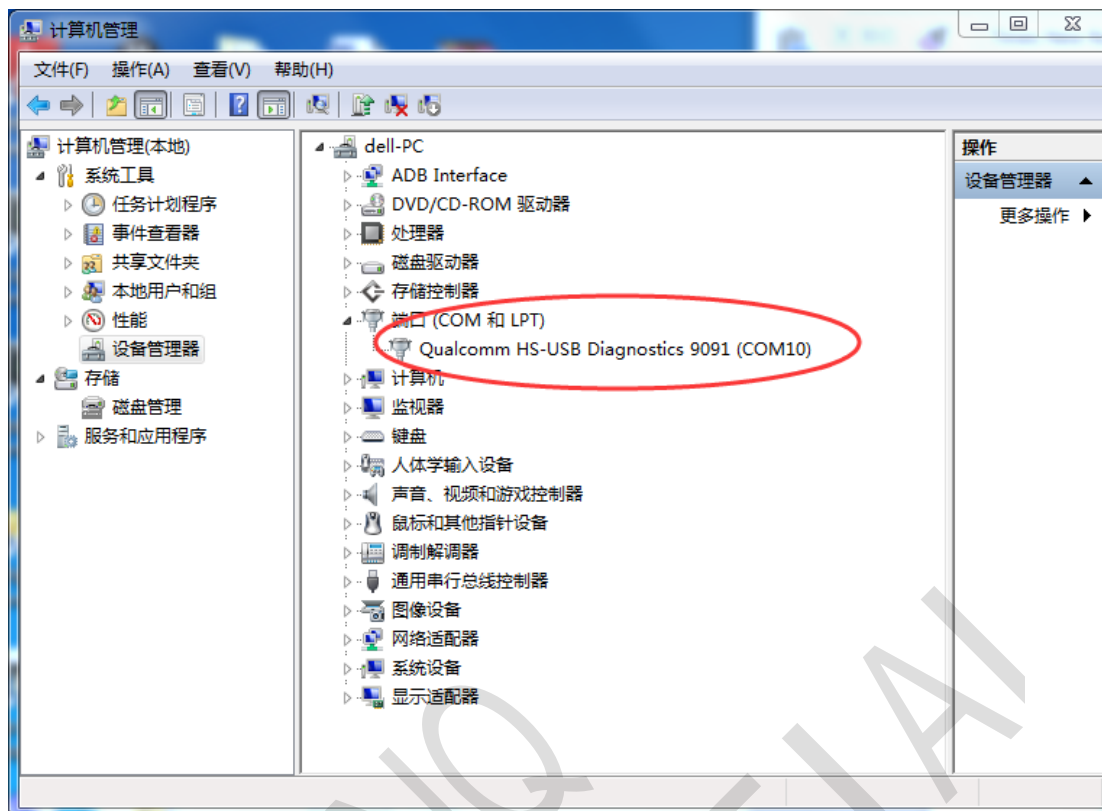 计算机管理
文件(F) 操作(A) 查看(V) 帮助(H)
计算机管理(本地)
系统工具
任务计划程序
事件查看器
共享文件夹
本地用户和组
性能
设备管理器
存储
磁盘管理
服务和应用程序
dell-PC
ADB Interface
DVD/CD-ROM 驱动器
处理器
磁盘驱动器
存储控制器
端口 (COM 和 LPT)
Qualcomm HS-USB Diagnostics 9091 (COM10)
计算机
监视器
键盘
人体学输入设备
声音、视频和游戏控制器
鼠标和其他指针设备
调制解调器
通用串行总线控制器
图像设备
网络适配器
系统设备
显示适配器
操作
设备管理器
更多操作